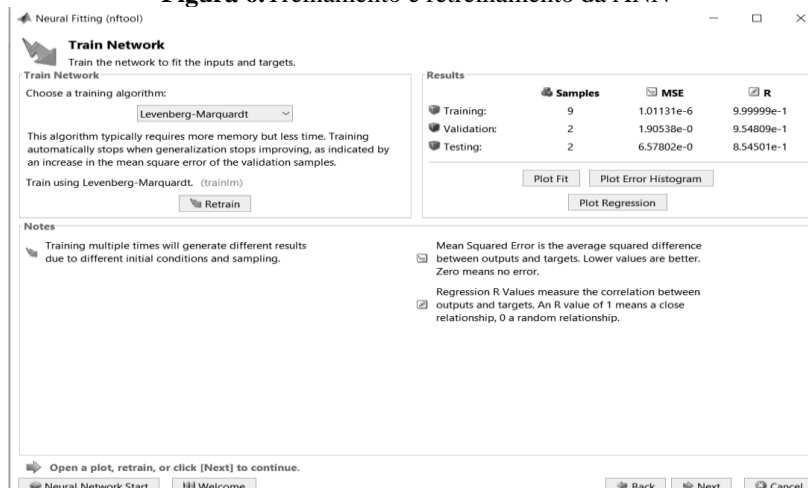 Figura 6.Treinamento e retreinamento da ANN
Neural Fitting (nftool)
Train Network
Train the network to fit the inputs and targets.
Train Network
Choose a training algorithm:
Levenberg-Marquardt
This algorithm typically requires more memory but less time. Training
automatically stops when generalization stops improving, as indicated by
an increase in the mean square error of the validation samples.
Train using Levenberg-Marquardt. (trainlm)
Retrain
Results
Samples MSE R
Training: 9 1.01131e-6 9.99999e-1
Validation: 2 1.90538e-0 9.54809e-1
Testing: 2 6.57802e-0 8.54501e-1
Plot Fit Plot Error Histogram
Plot Regression
Notes
Training multiple times will generate different results
due to different initial conditions and sampling.
Mean Squared Error is the average squared difference
between outputs and targets. Lower values are better.
Zero means no error.
Regression R Values measure the correlation between
outputs and targets. An R value of 1 means a close
relationship, 0 a random relationship.
Open a plot, retrain, or click [Next] to continue.
Neural Network Start Welcome Back Next Cancel